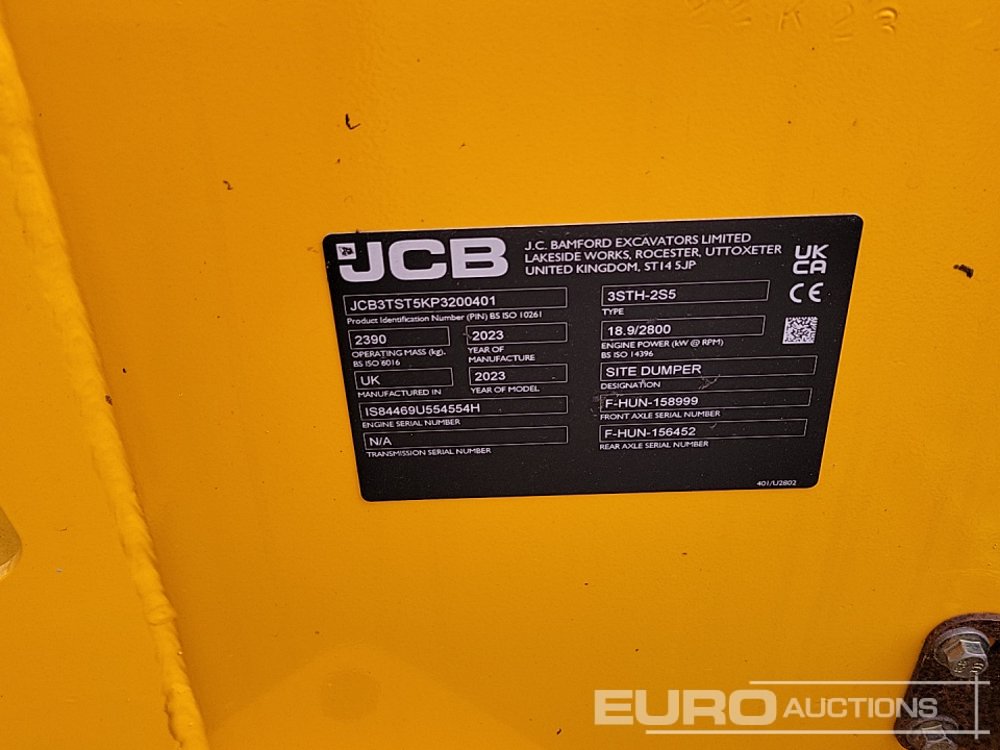 JCB
J.C. BAMFORD EXCAVATORS LIMITED
LAKESIDE WORKS, ROCESTER, UTTOXETER
UNITED KINGDOM, ST14 5JP
UK
CA
CE
JCB3TST5KP3200401
Product Identification Number (PIN) BS ISO 10261
2390
OPERATING MASS (kg).
BS ISO 6016
2023
YEAR OF
MANUFACTURE
UK
MANUFACTURED IN
2023
YEAR OF MODEL
IS84469U554554H
ENGINE SERIAL NUMBER
N/A
TRANSMISSION SERIAL NUMBER
3STH-2S5
TYPE
18.9/2800
ENGINE POWER (kW @ RPM)
BS ISO 14396
SITE DUMPER
DESIGNATION
F-HUN-158999
FRONT AXLE SERIAL NUMBER
F-HUN-156452
REAR AXLE SERIAL NUMBER
401/U2802
EURO AUCTIONS